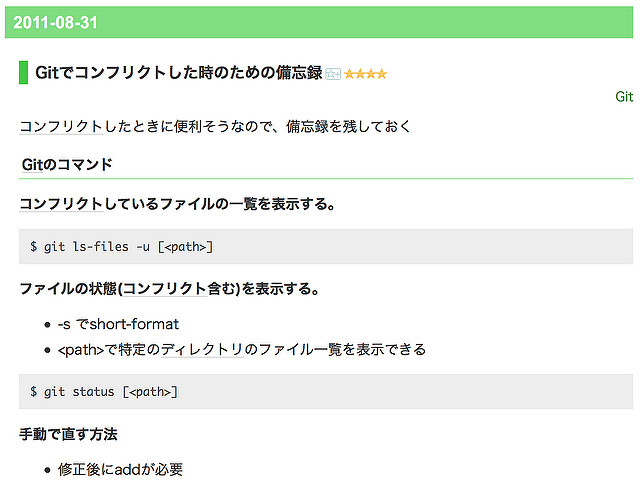 2011-08-31
Gitでコンフリクトした時のための備忘録
Git
コンフリクトしたときに便利そうなので、備忘録を残しておく
Gitのコマンド
コンフリクトしているファイルの一覧を表示する。
$ git ls-files -u [<path>]
ファイルの状態(コンフリクト含む)を表示する。
-s でshort-format
<path>で特定のディレクトリのファイル一覧を表示できる
$ git status [<path>]
手動で直す方法
修正後にaddが必要